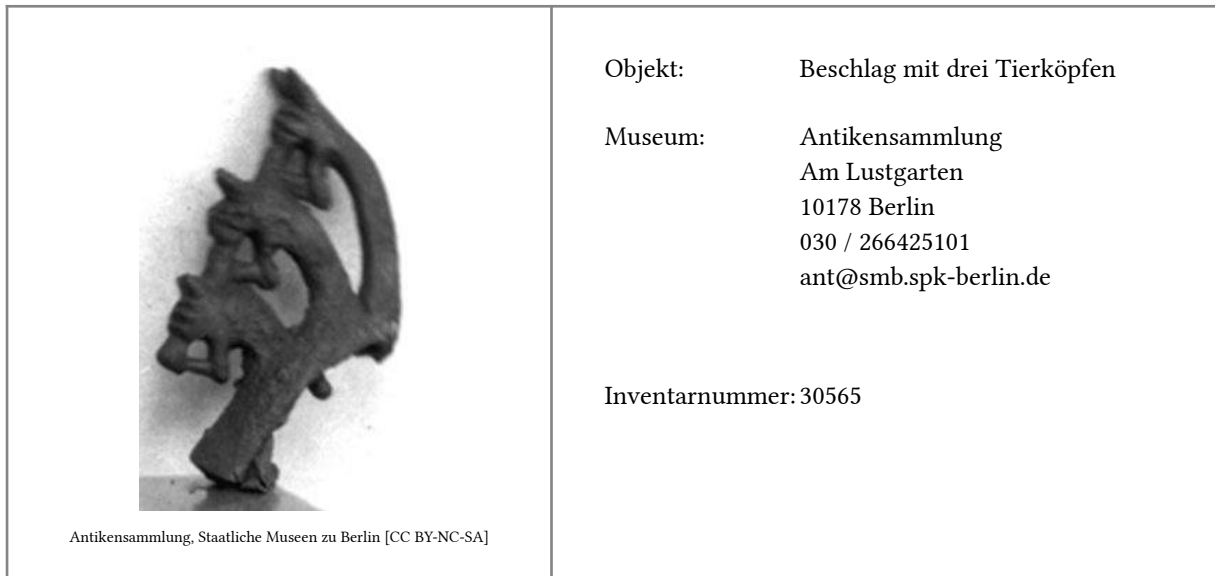 Objekt: Beschlag mit drei Tierköpfen
Museum: Antikensammlung
Am Lustgarten
10178 Berlin
030 / 266425101
ant@smb.spk-berlin.de
Inventarnummer: 30565
Antikensammlung, Staatliche Museen zu Berlin [CC BY-NC-SA]